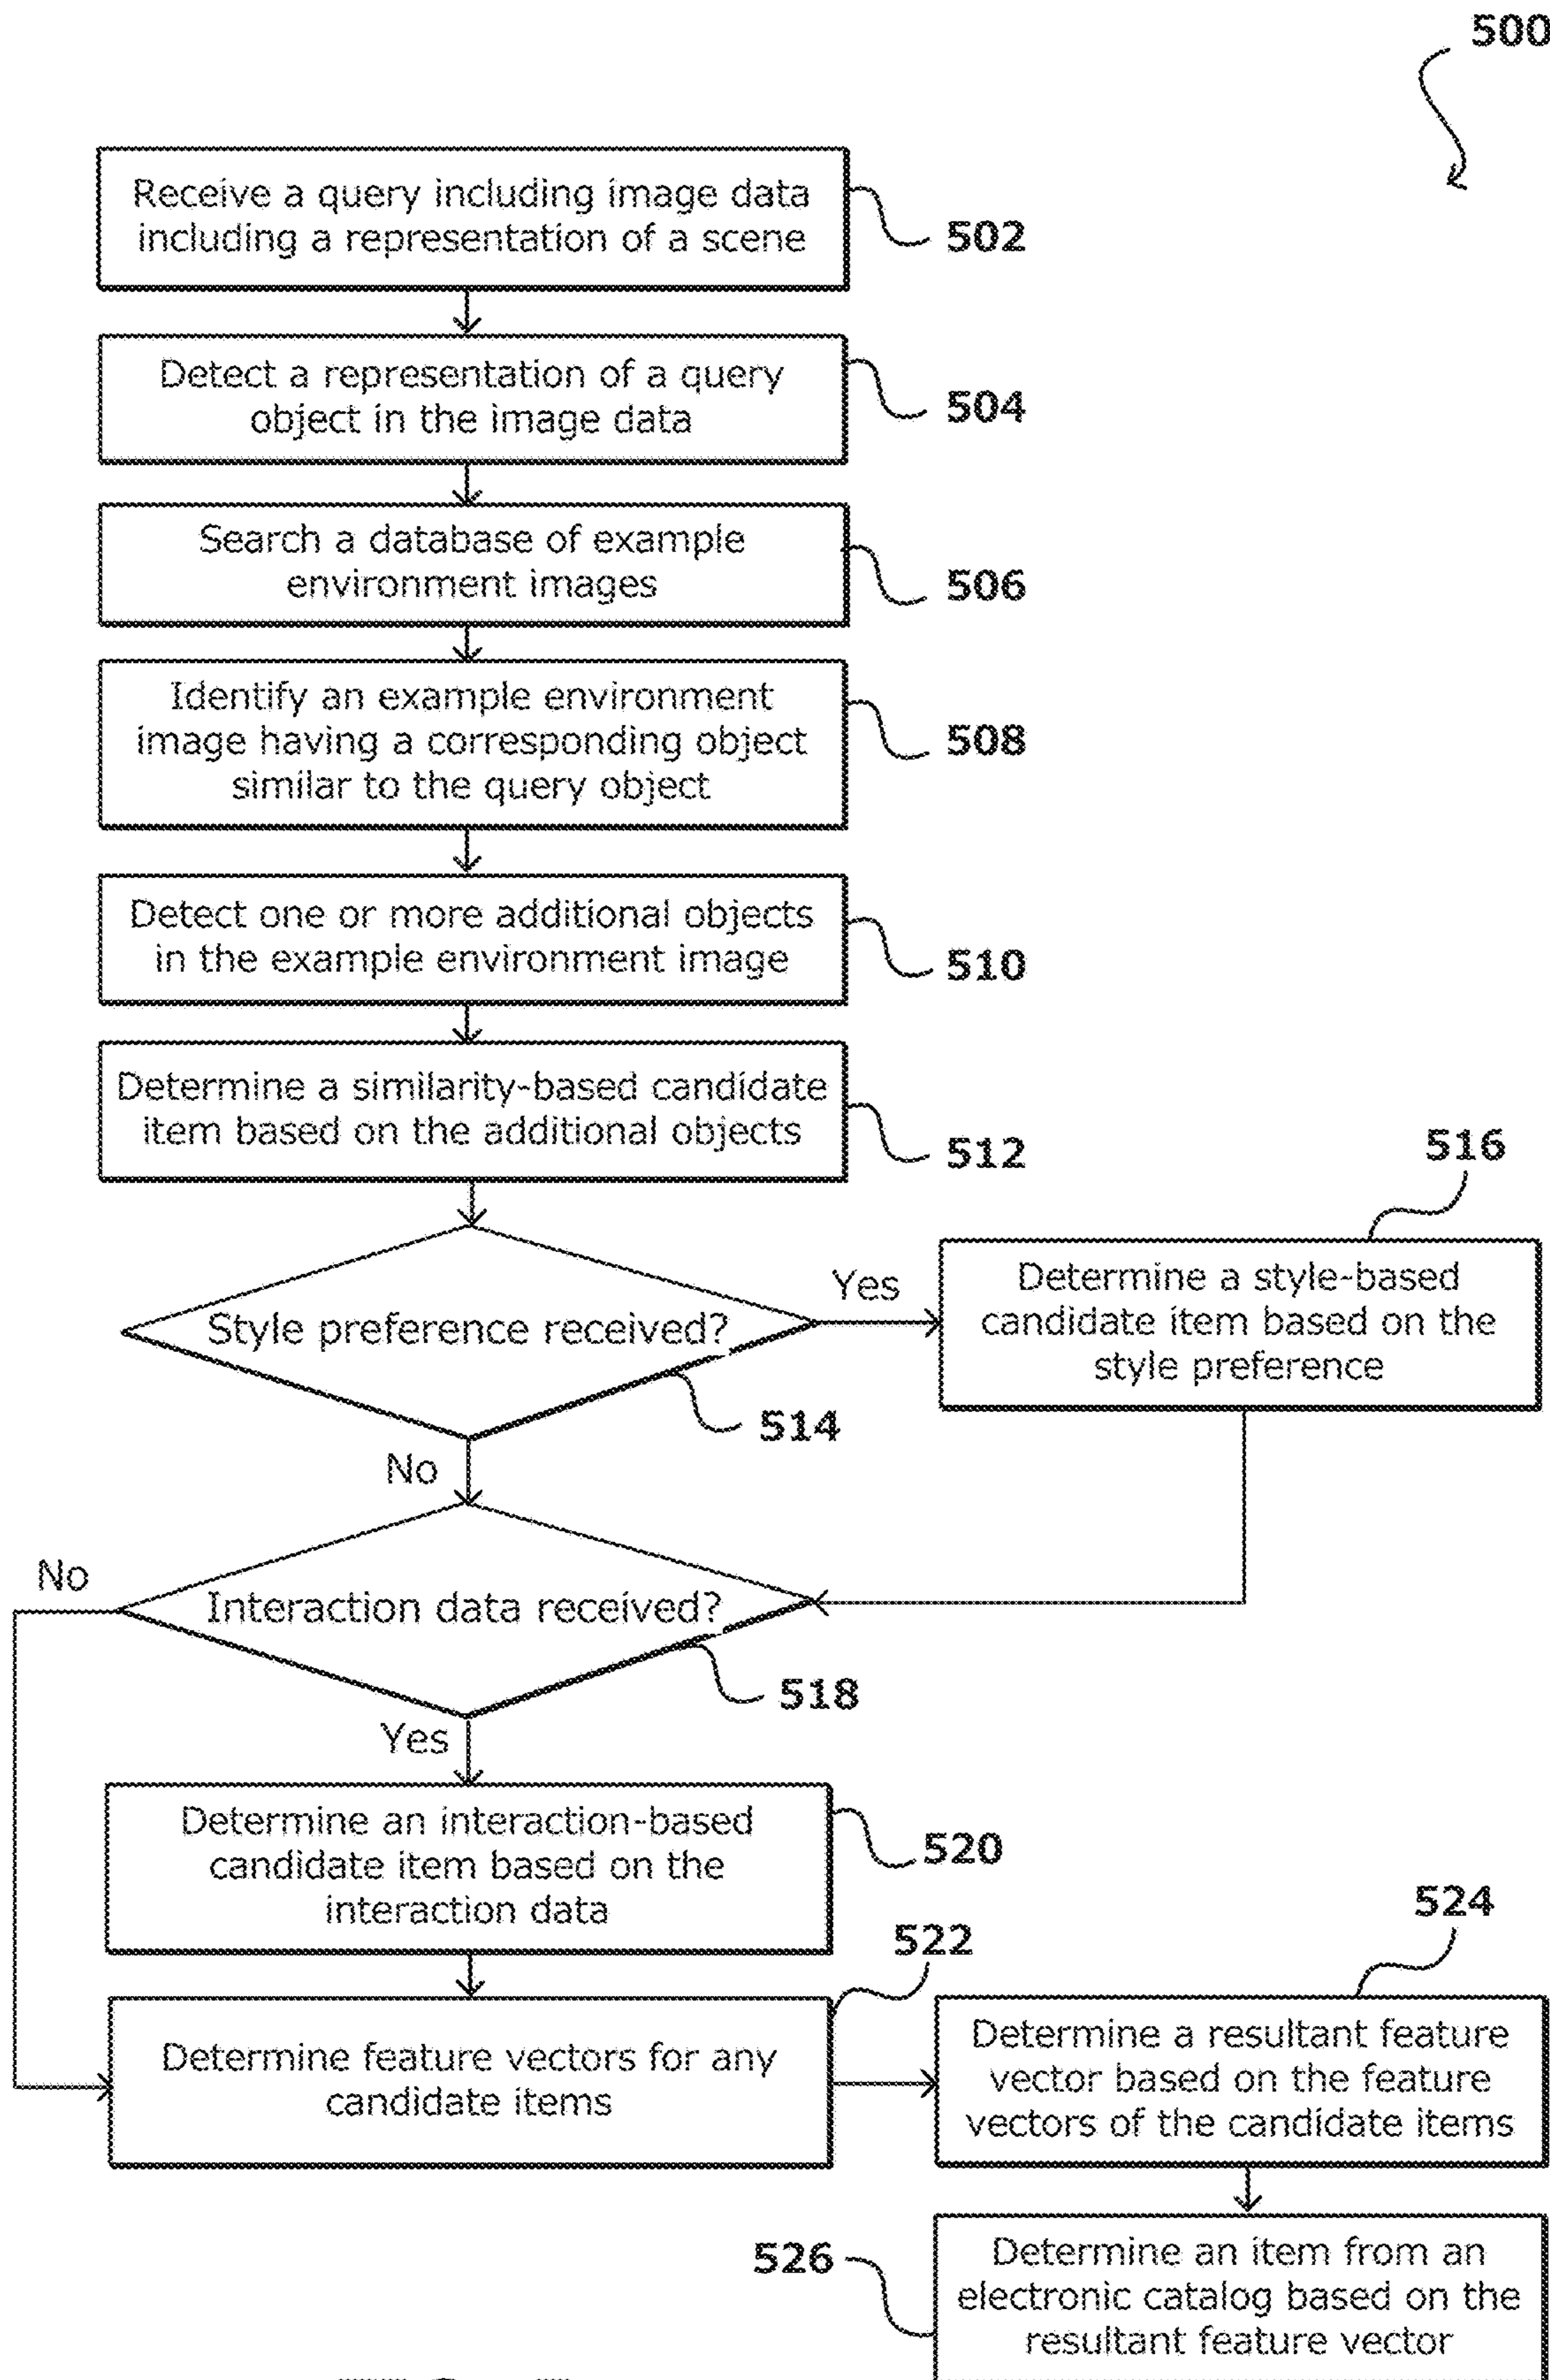 500
Receive a query including image data
including a representation of a scene
502
Detect a representation of a query
object in the image data
504
Search a database of example
environment images
506
Identify an example environment
image having a corresponding object
similar to the query object
508
Detect one or more additional objects
in the example environment image
510
Determine a similarity-based candidate
item based on the additional objects
512
516
Determine a style-based
candidate item based on the
style preference
Yes
Style preference received?
514
No
No
Interaction data received?
518
Yes
Determine an interaction-based
candidate item based on the
interaction data
520
522
Determine feature vectors for any
candidate items
524
Determine a resultant feature
vector based on the feature
vectors of the candidate items
526
Determine an item from an
electronic catalog based on the
resultant feature vector